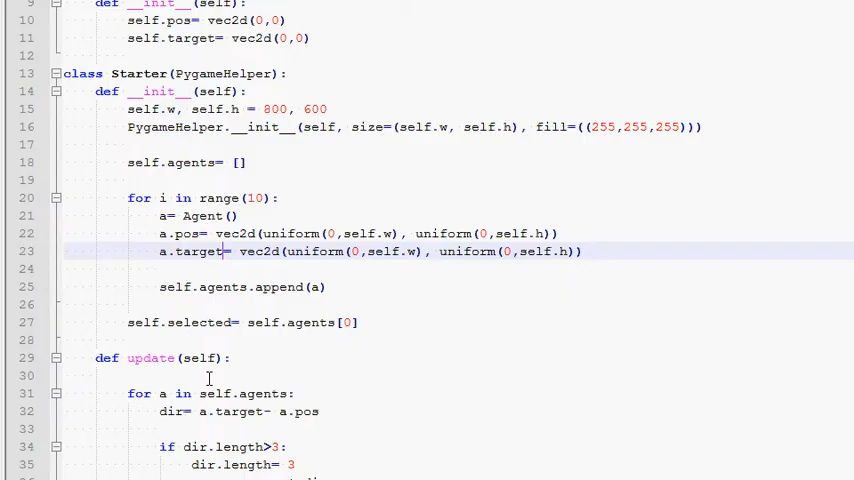 9 def __init__(self):
10 self.pos= vec2d(0,0)
11 self.target= vec2d(0,0)
12
13 class Starter(PygameHelper):
14 def __init__(self):
15 self.w, self.h = 800, 600
16 PygameHelper.__init__(self, size=(self.w, self.h), fill=((255,255,255)))
17
18 self.agents= []
19
20 for i in range(10):
21 a= Agent()
22 a.pos= vec2d(uniform(0,self.w), uniform(0,self.h))
23 a.target= vec2d(uniform(0,self.w), uniform(0,self.h))
24
25 self.agents.append(a)
26
27 self.selected= self.agents[0]
28
29 def update(self):
30
31 for a in self.agents:
32 dir= a.target- a.pos
33
34 if dir.length>3:
35 dir.length= 3